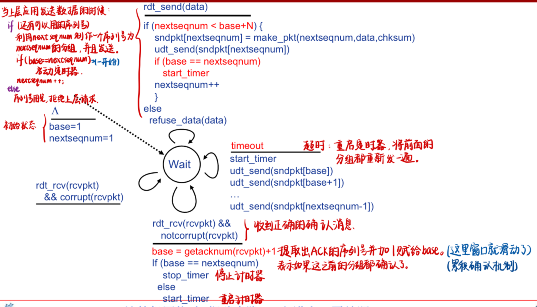 当上层应用发送数据的时候:
if (还有可以用的序列号)
利用nextseqnum制作一个序列号为
nextseqnum的分组, 并且发送.
if(base==nextseqnum) →一开始
启动定时器.
nextseqnum++;
else
序列号用完, 拒绝上层请求.
rdt_send(data)
if (nextseqnum < base+N) {
sndpkt[nextseqnum] = make_pkt(nextseqnum,data,chksum)
udt_send(sndpkt[nextseqnum])
if (base == nextseqnum)
start_timer
nextseqnum++
}
else
refuse_data(data)
初始状态
Λ
base=1
nextseqnum=1
Wait
timeout
start_timer
udt_send(sndpkt[base])
udt_send(sndpkt[base+1])
…
udt_send(sndpkt[nextseqnum-1])
超时: 重启定时器, 将前面的
分组都重新发一遍.
rdt_rcv(rcvpkt)
&& corrupt(rcvpkt)
rdt_rcv(rcvpkt) &&
notcorrupt(rcvpkt)
收到正确的确认消息.
base = getacknum(rcvpkt)+1
If (base == nextseqnum)
stop_timer 停止计时器
else
start_timer 重启计时器
提取出ACK的序列号并加1赋给base. (这里窗口就滑动了)
表示如果这之前的分组都确认了. (累积确认机制)